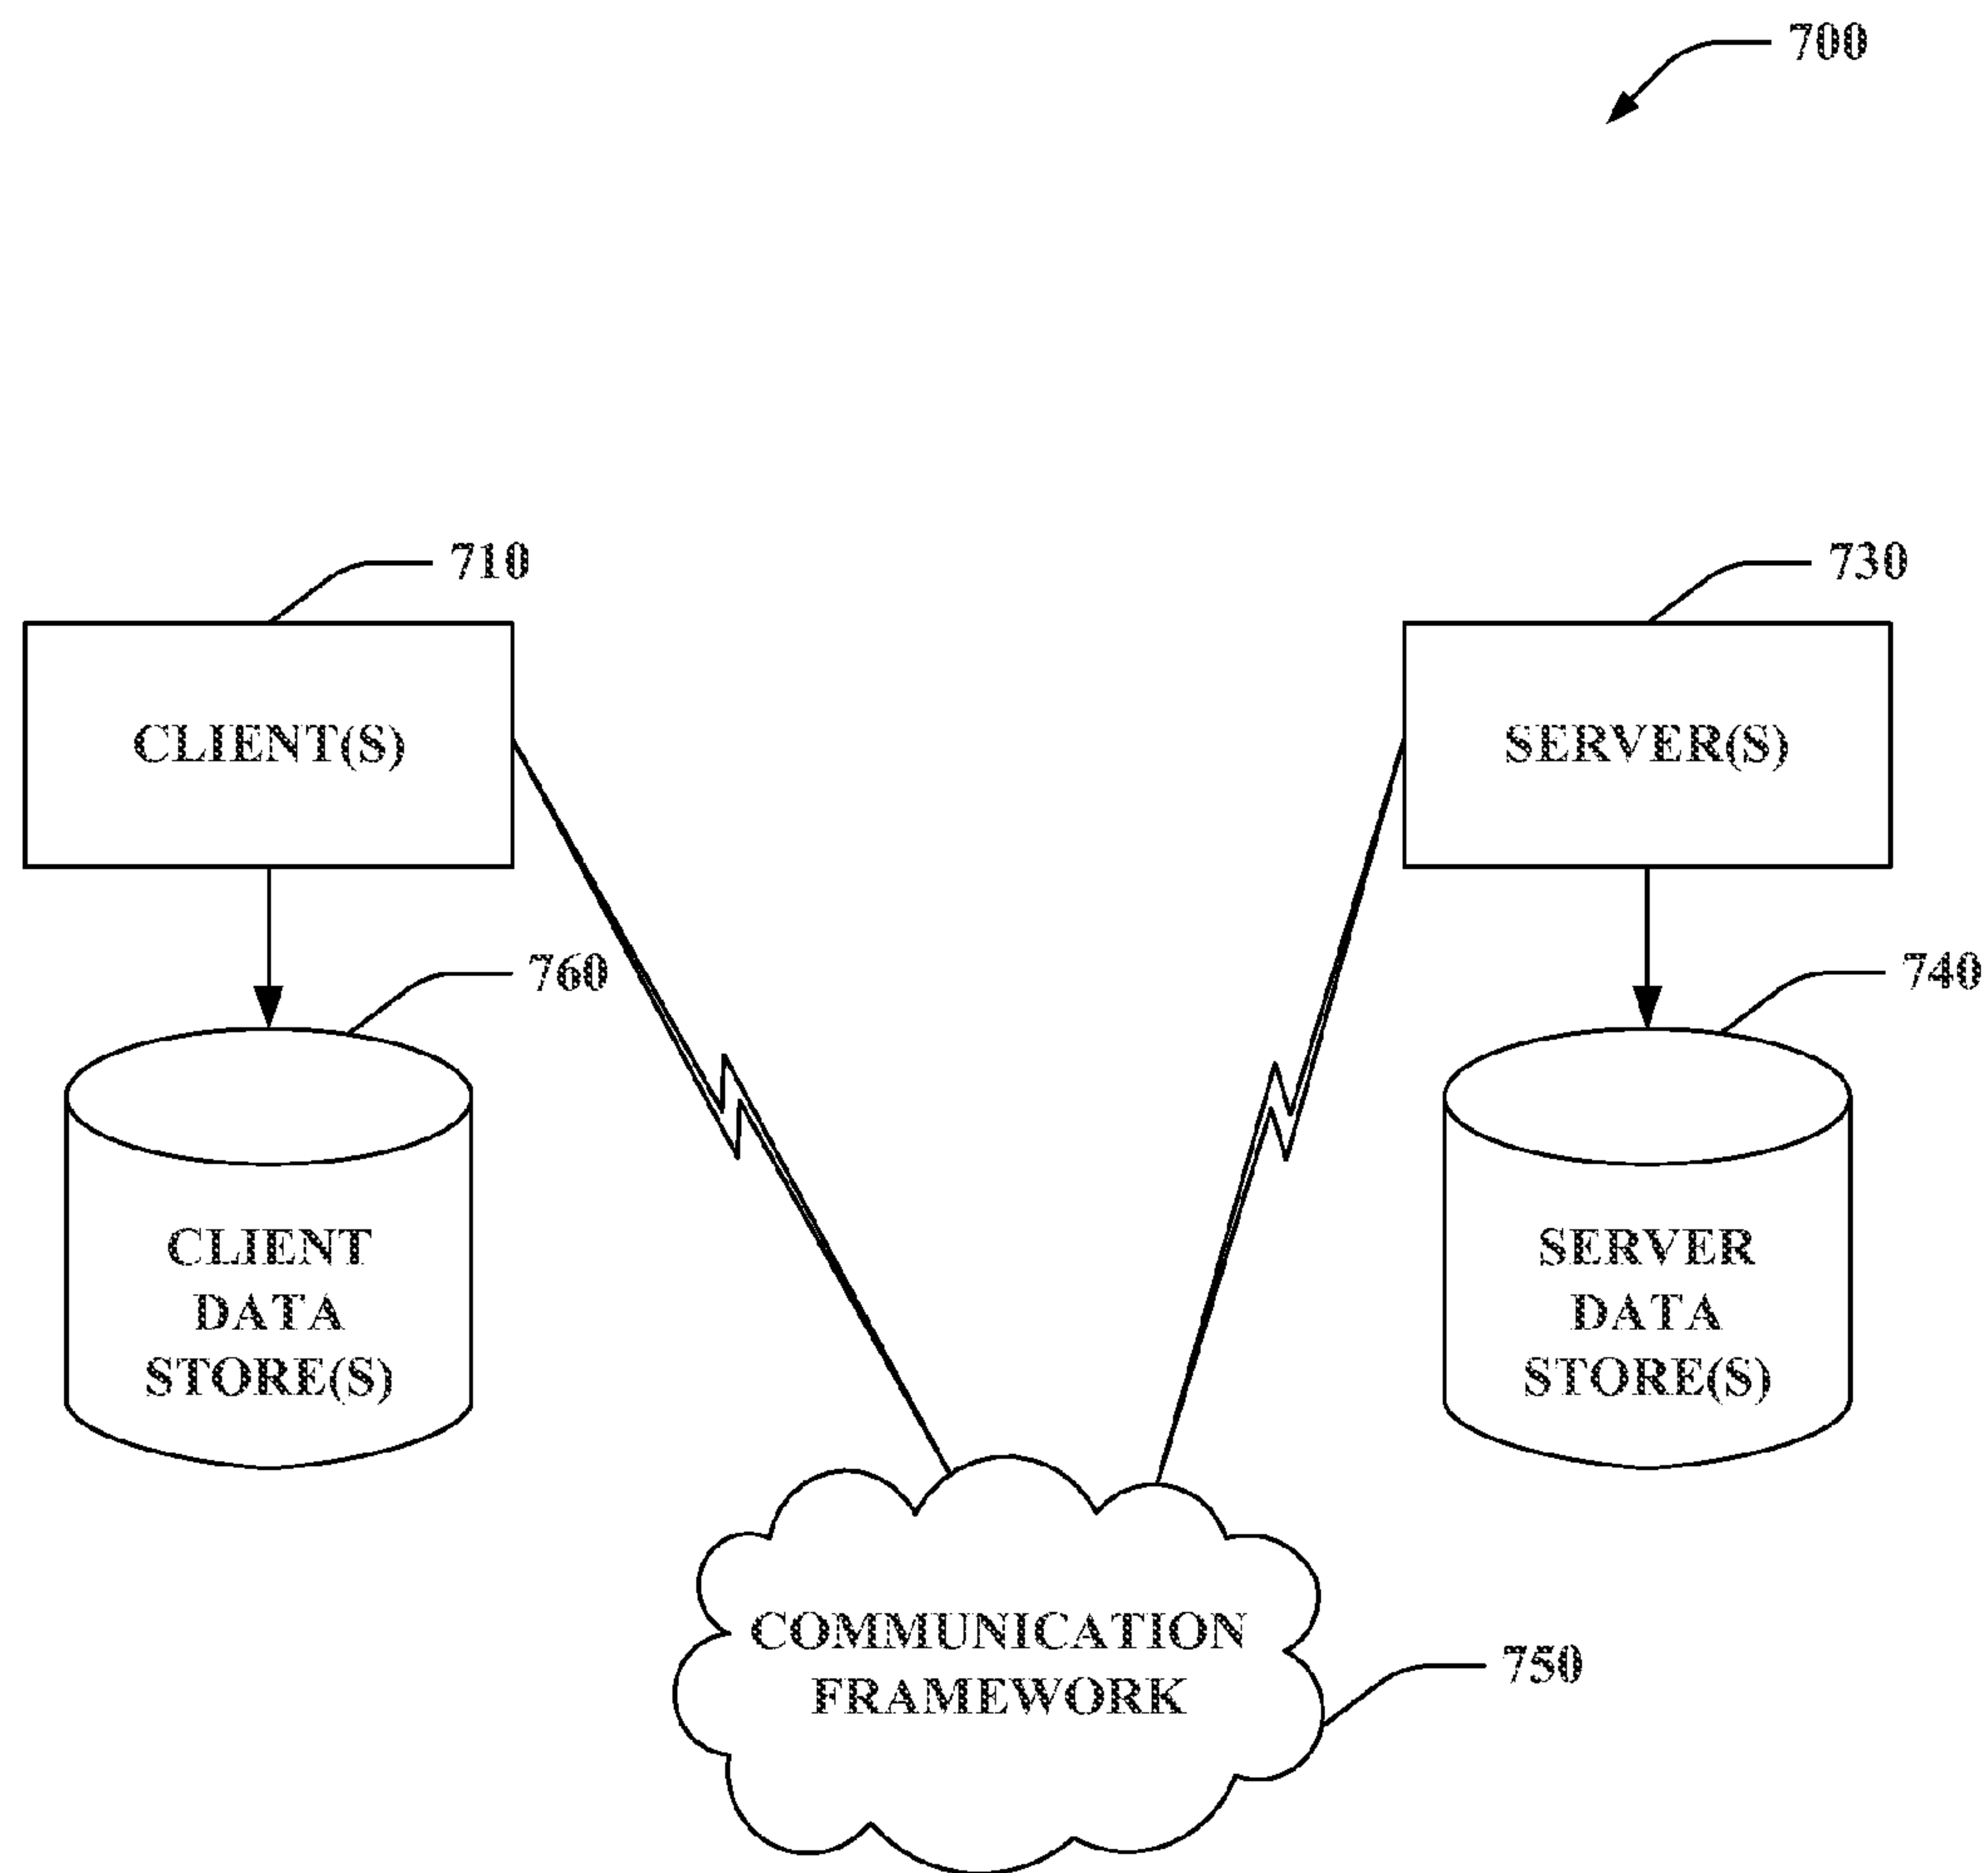 700
710
730
CLIENT(S)
SERVER(S)
760
740
CLIENT
DATA
STORE(S)
SERVER
DATA
STORE(S)
COMMUNICATION
FRAMEWORK
750